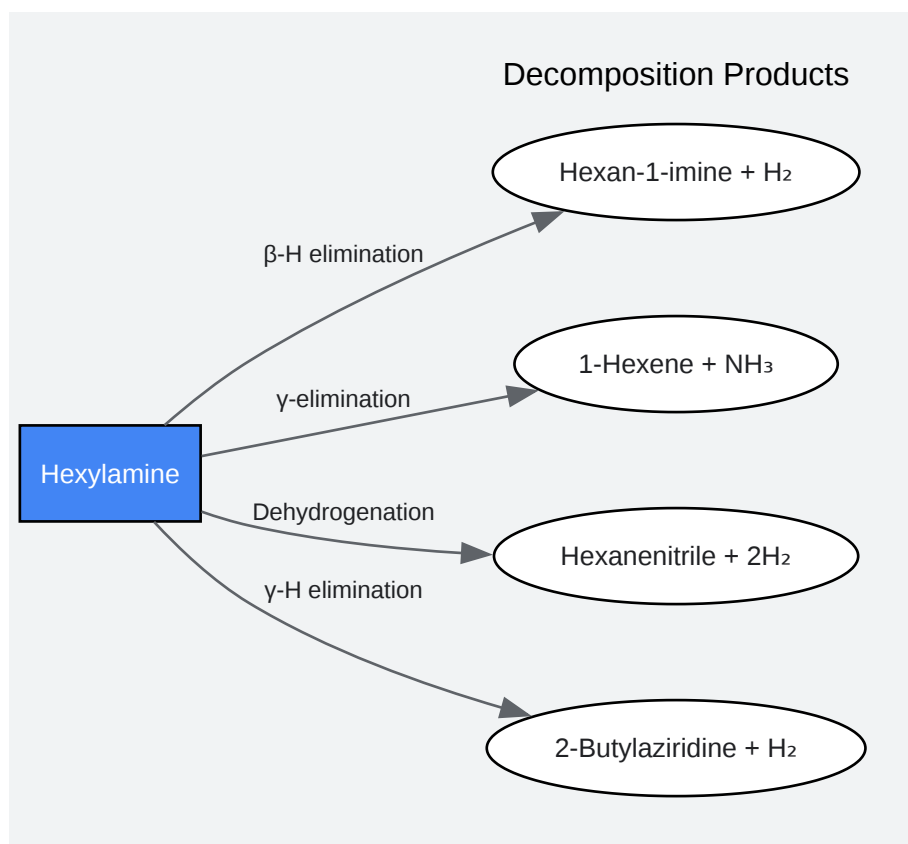 Decomposition Products
Hexan-1-imine + H₂
β-H elimination
1-Hexene + NH₃
γ-elimination
Hexylamine
Dehydrogenation
Hexanenitrile + 2H₂
γ-H elimination
2-Butylaziridine + H₂